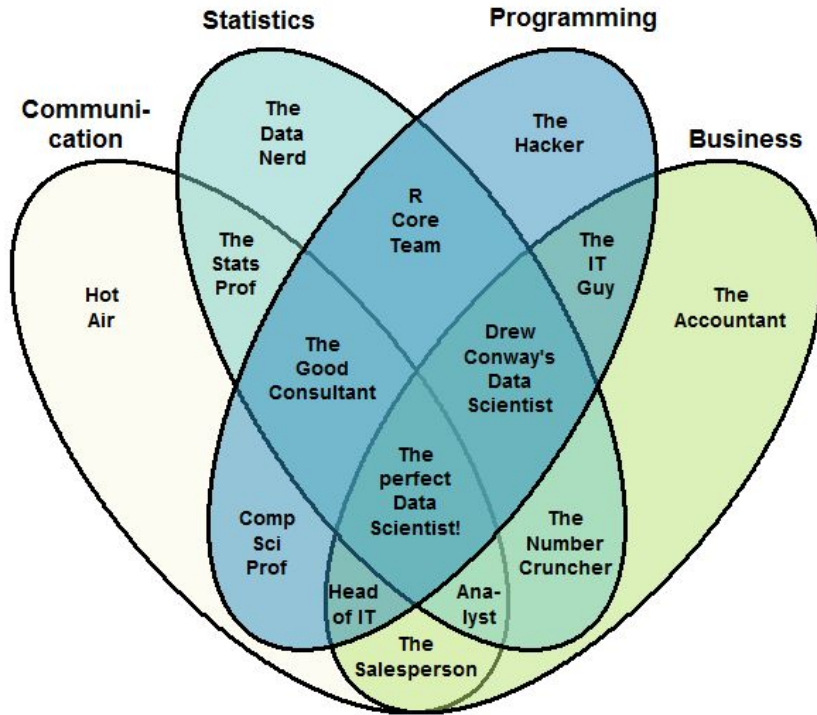 Statistics
Programming
Communi-
cation
Business
The
Data
Nerd
The
Hacker
R
Core
Team
The
Stats
Prof
The
IT
Guy
Hot
Air
The
Accountant
The
Good
Consultant
Drew
Conway's
Data
Scientist
The
perfect
Data
Scientist!
Comp
Sci
Prof
The
Number
Cruncher
Head
of IT
Ana-
lyst
The
Salesperson